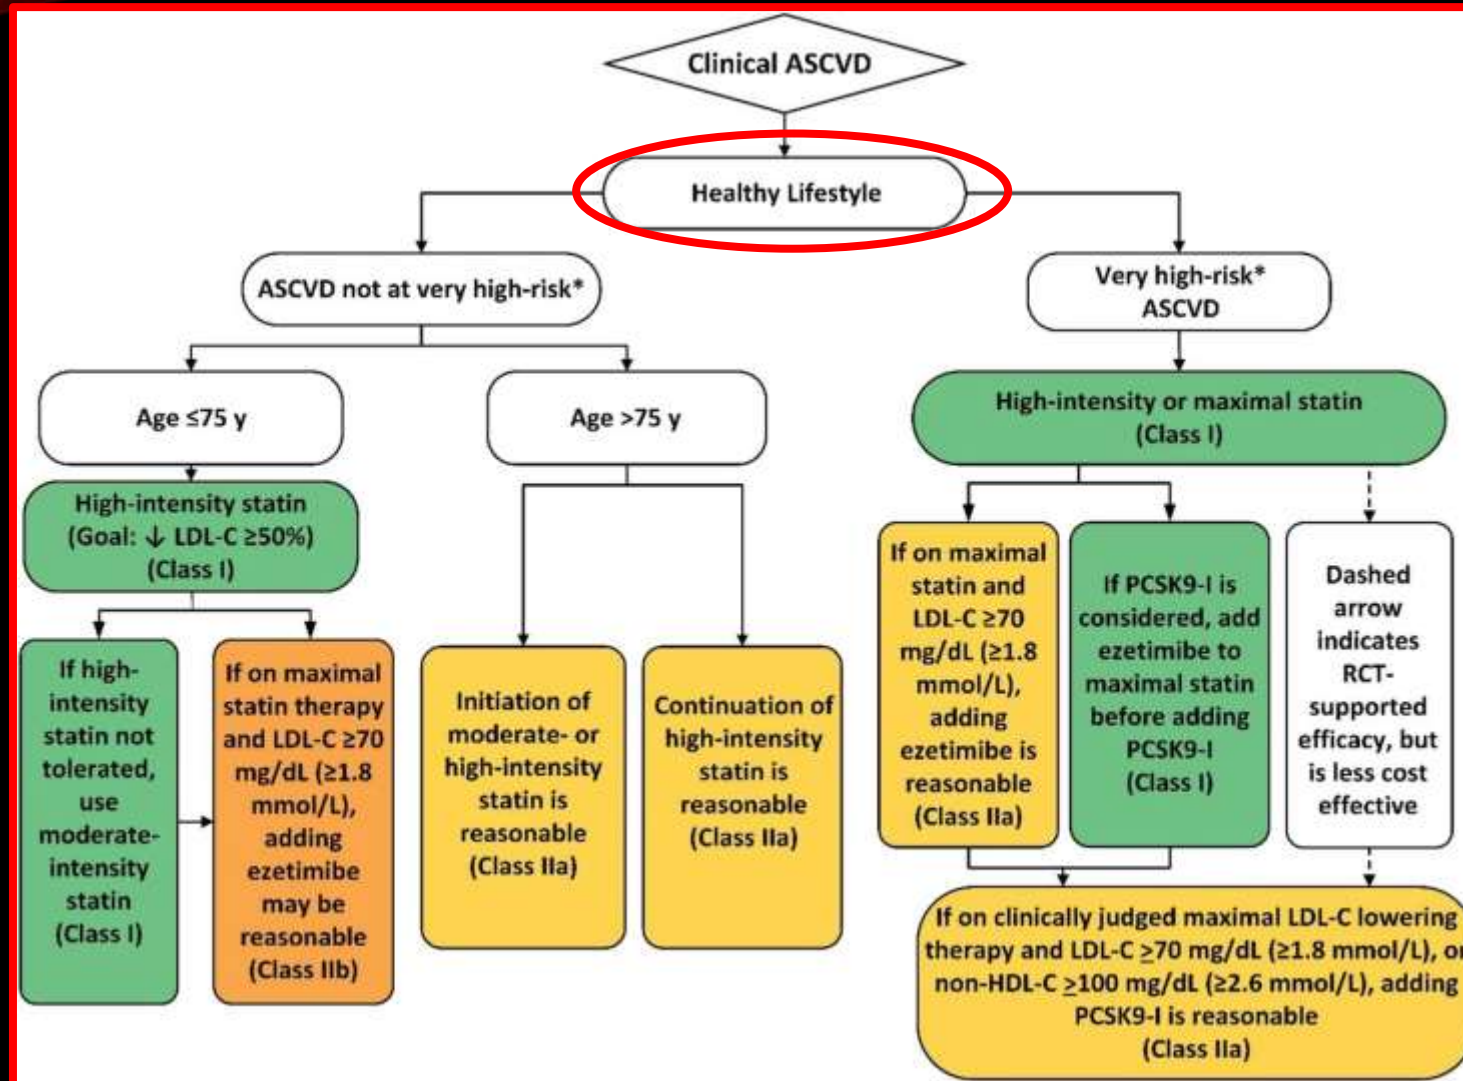 Clinical ASCVD
Healthy Lifestyle
ASCVD not at very high-risk*
Very high-risk*
ASCVD
Age ≤75 y
Age >75 y
High-intensity or maximal statin
(Class I)
High-intensity statin
(Goal: ↓ LDL-C ≥50%)
(Class I)
If high-
intensity
statin not
tolerated,
use
moderate-
intensity
statin
(Class I)
If on maximal
statin therapy
and LDL-C ≥70
mg/dL (≥1.8
mmol/L),
adding
ezetimibe
may be
reasonable
(Class IIb)
Initiation of
moderate- or
high-intensity
statin is
reasonable
(Class IIa)
Continuation of
high-intensity
statin is
reasonable
(Class IIa)
If on maximal
statin and
LDL-C ≥70
mg/dL (≥1.8
mmol/L),
adding
ezetimibe is
reasonable
(Class IIa)
If PCSK9-I is
considered, add
ezetimibe to
maximal statin
before adding
PCSK9-I
(Class I)
Dashed
arrow
indicates
RCT-
supported
efficacy, but
is less cost
effective
If on clinically judged maximal LDL-C lowering
therapy and LDL-C ≥70 mg/dL (≥1.8 mmol/L), or
non-HDL-C ≥100 mg/dL (≥2.6 mmol/L), adding
PCSK9-I is reasonable
(Class IIa)